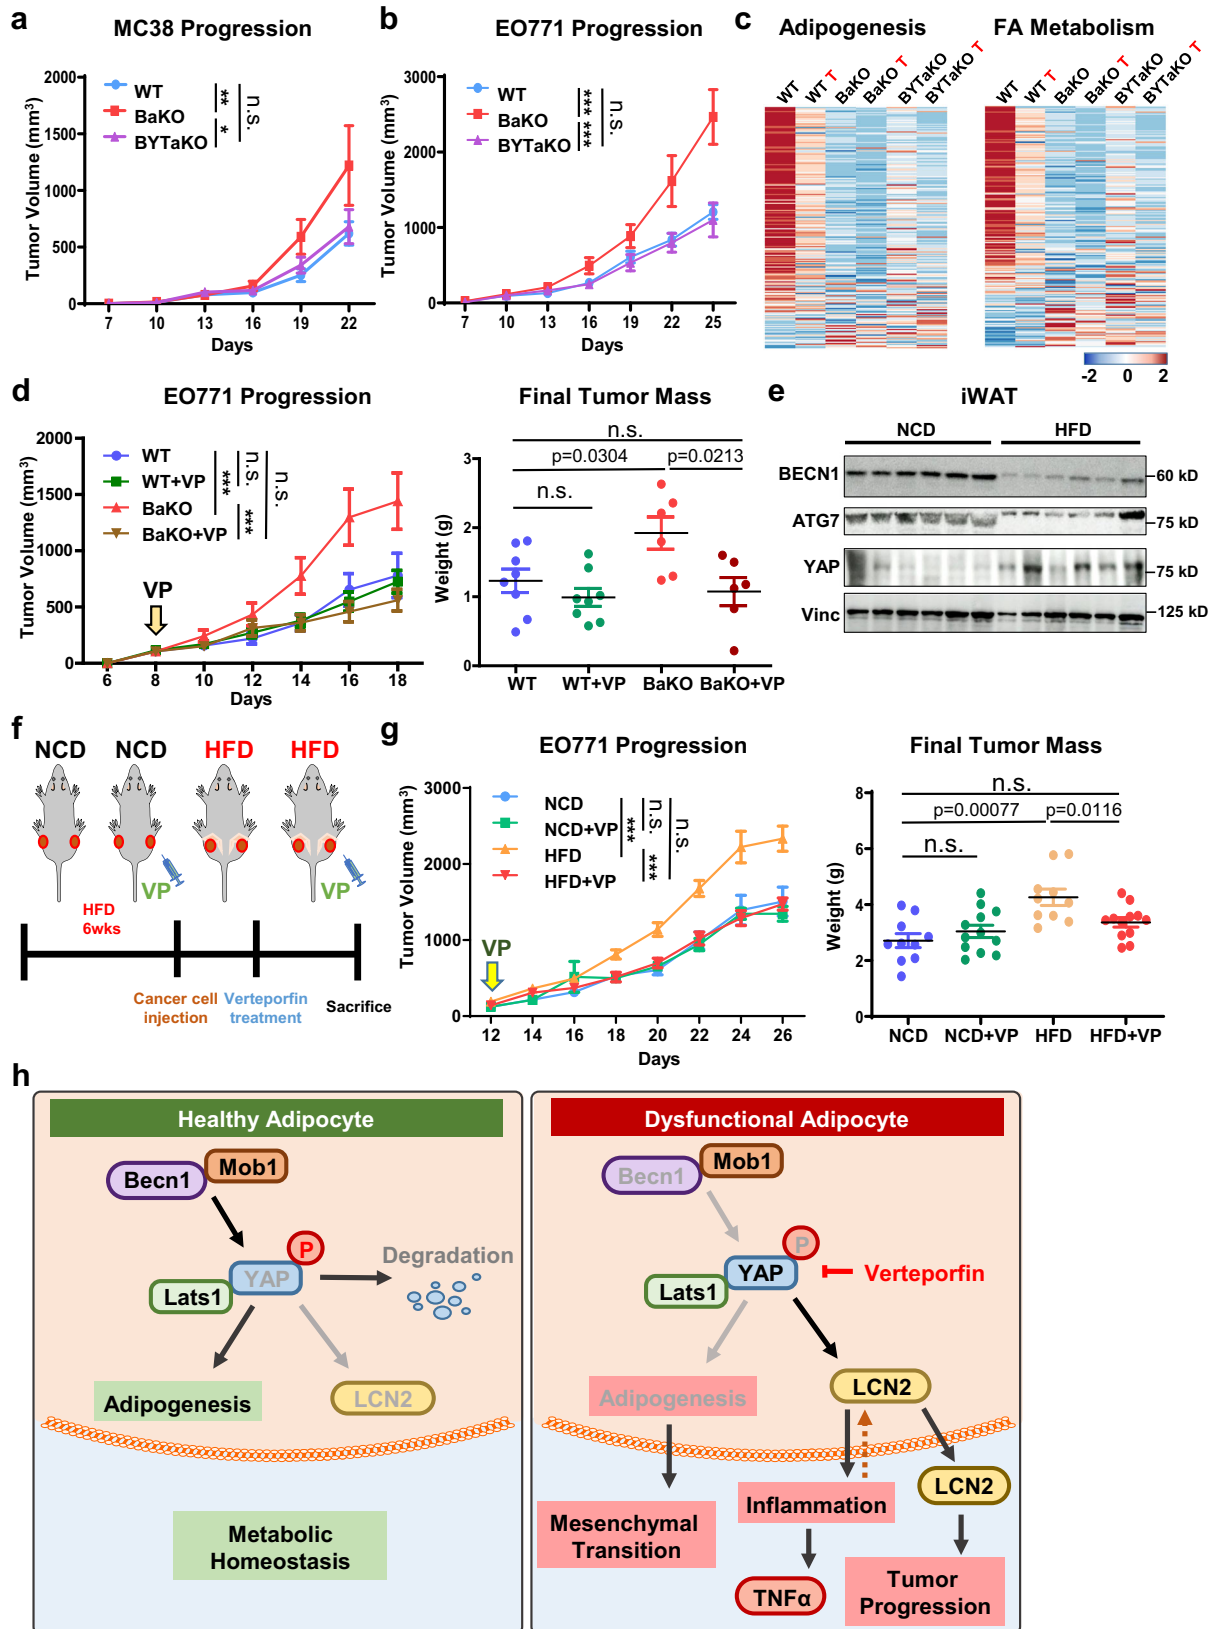 a
MC38 Progression
Tumor Volume (mm³)
2000
1500
1000
500
0
WT
BaKO
BYTaKO
**
*
n.s.
7 10 13 16 19 22
Days
b
EO771 Progression
Tumor Volume (mm³)
3000
2000
1000
0
WT
BaKO
BYTaKO
***
***
n.s.
7 10 13 16 19 22 25
Days
c
Adipogenesis
WT
WT T
BaKO
BaKO T
BYTaKO
BYTaKO T
FA Metabolism
WT
WT T
BaKO
BaKO T
BYTaKO
BYTaKO T
-2 0 2
d
EO771 Progression
Tumor Volume (mm³)
2000
1500
1000
500
0
WT
WT+VP
BaKO
BaKO+VP
***
n.s.
***
n.s.
VP
6 8 10 12 14 16 18
Days
Final Tumor Mass
n.s.
p=0.0304
p=0.0213
n.s.
Weight (g)
3
2
1
0
WT WT+VP BaKO BaKO+VP
e
iWAT
NCD HFD
BECN1 60 kD
ATG7 75 kD
YAP 75 kD
Vinc 125 kD
f
NCD NCD HFD HFD
VP VP
HFD
6wks
Cancer cell
injection
Verteporfin
treatment
Sacrifice
g
EO771 Progression
Tumor Volume (mm³)
3000
2000
1000
0
NCD
NCD+VP
HFD
HFD+VP
***
n.s.
***
n.s.
VP
12 14 16 18 20 22 24 26
Days
Final Tumor Mass
n.s.
p=0.00077 p=0.0116
n.s.
Weight (g)
8
6
4
2
0
NCD NCD+VP HFD HFD+VP
h
Healthy Adipocyte
Becn1
Mob1
P
YAP
Lats1
Degradation
Adipogenesis
LCN2
Metabolic
Homeostasis
Dysfunctional Adipocyte
Becn1
Mob1
P
YAP
Lats1
Verteporfin
Adipogenesis
LCN2
LCN2
Inflammation
Mesenchymal
Transition
TNFα
Tumor
Progression